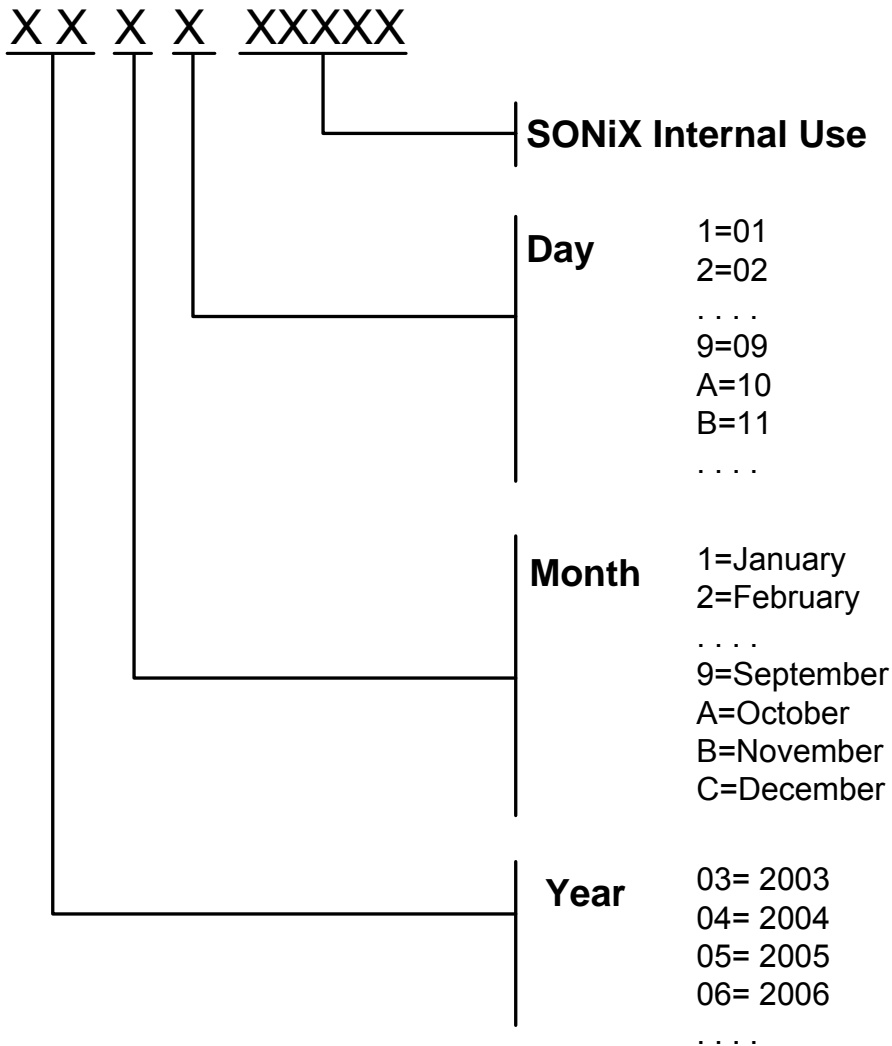 X X X X XXXXX
SONiX Internal Use
Day
1=01
2=02
. . . .
9=09
A=10
B=11
. . . .
Month
1=January
2=February
. . . .
9=September
A=October
B=November
C=December
Year
03= 2003
04= 2004
05= 2005
06= 2006
. . . .